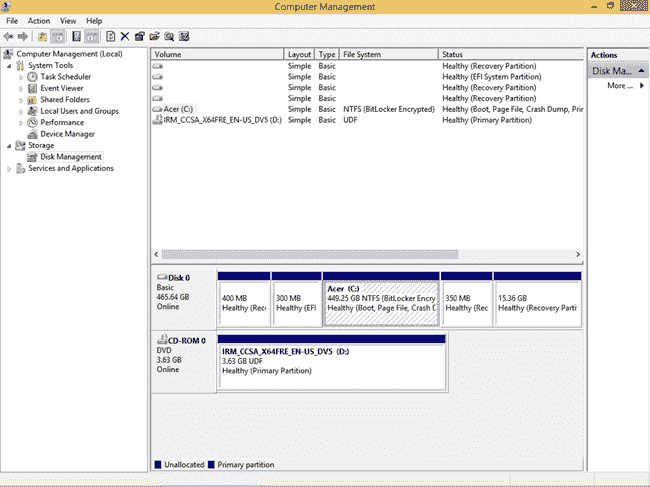 Computer Management
File Action View Help
Computer Management (Local)
System Tools
Task Scheduler
Event Viewer
Shared Folders
Local Users and Groups
Performance
Device Manager
Storage
Disk Management
Services and Applications
Volume Layout Type File System Status
Simple Basic Healthy (Recovery Partition)
Simple Basic Healthy (EFI System Partition)
Simple Basic Healthy (Recovery Partition)
Simple Basic Healthy (Recovery Partition)
Acer (C:) Simple Basic NTFS (BitLocker Encrypted) Healthy (Boot, Page File, Crash Dump, Prin
IRM_CCSA_X64FRE_EN-US_DV5 (D:) Simple Basic UDF Healthy (Primary Partition)
Actions
Disk Ma...
More ...
Disk 0
Basic
465.64 GB
Online
400 MB
Healthy (Rec
300 MB
Healthy (EFI
Acer (C:)
449.25 GB NTFS (BitLocker Encry
Healthy (Boot, Page File, Crash D
350 MB
Healthy (Rec
15.36 GB
Healthy (Recovery Parti
CD-ROM 0
DVD
3.63 GB
Online
IRM_CCSA_X64FRE_EN-US_DV5 (D:)
3.63 GB UDF
Healthy (Primary Partition)
Unallocated Primary partition